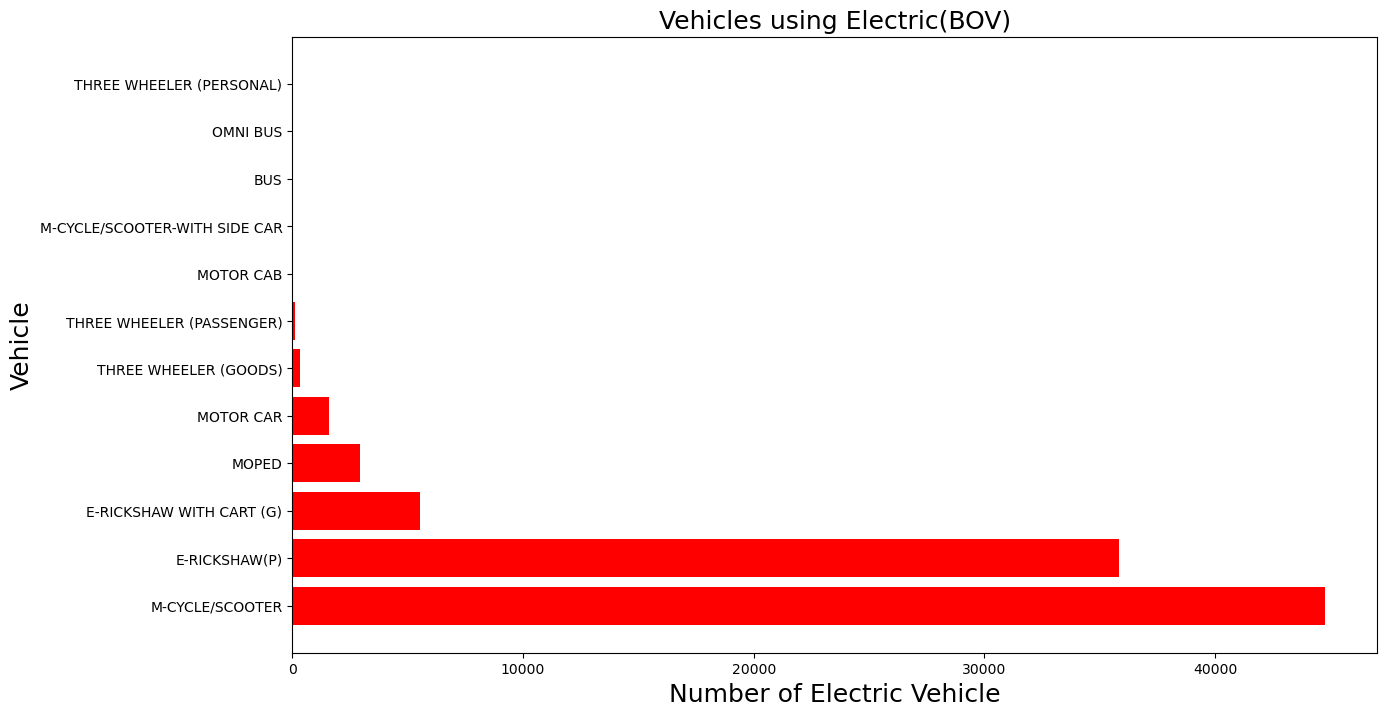 Vehicles using Electric(BOV)
THREE WHEELER (PERSONAL)
OMNI BUS
BUS
M-CYCLE/SCOOTER-WITH SIDE CAR
MOTOR CAB
THREE WHEELER (PASSENGER)
THREE WHEELER (GOODS)
MOTOR CAR
MOPED
E-RICKSHAW WITH CART (G)
E-RICKSHAW(P)
M-CYCLE/SCOOTER
Vehicle
0 10000 20000 30000 40000
Number of Electric Vehicle